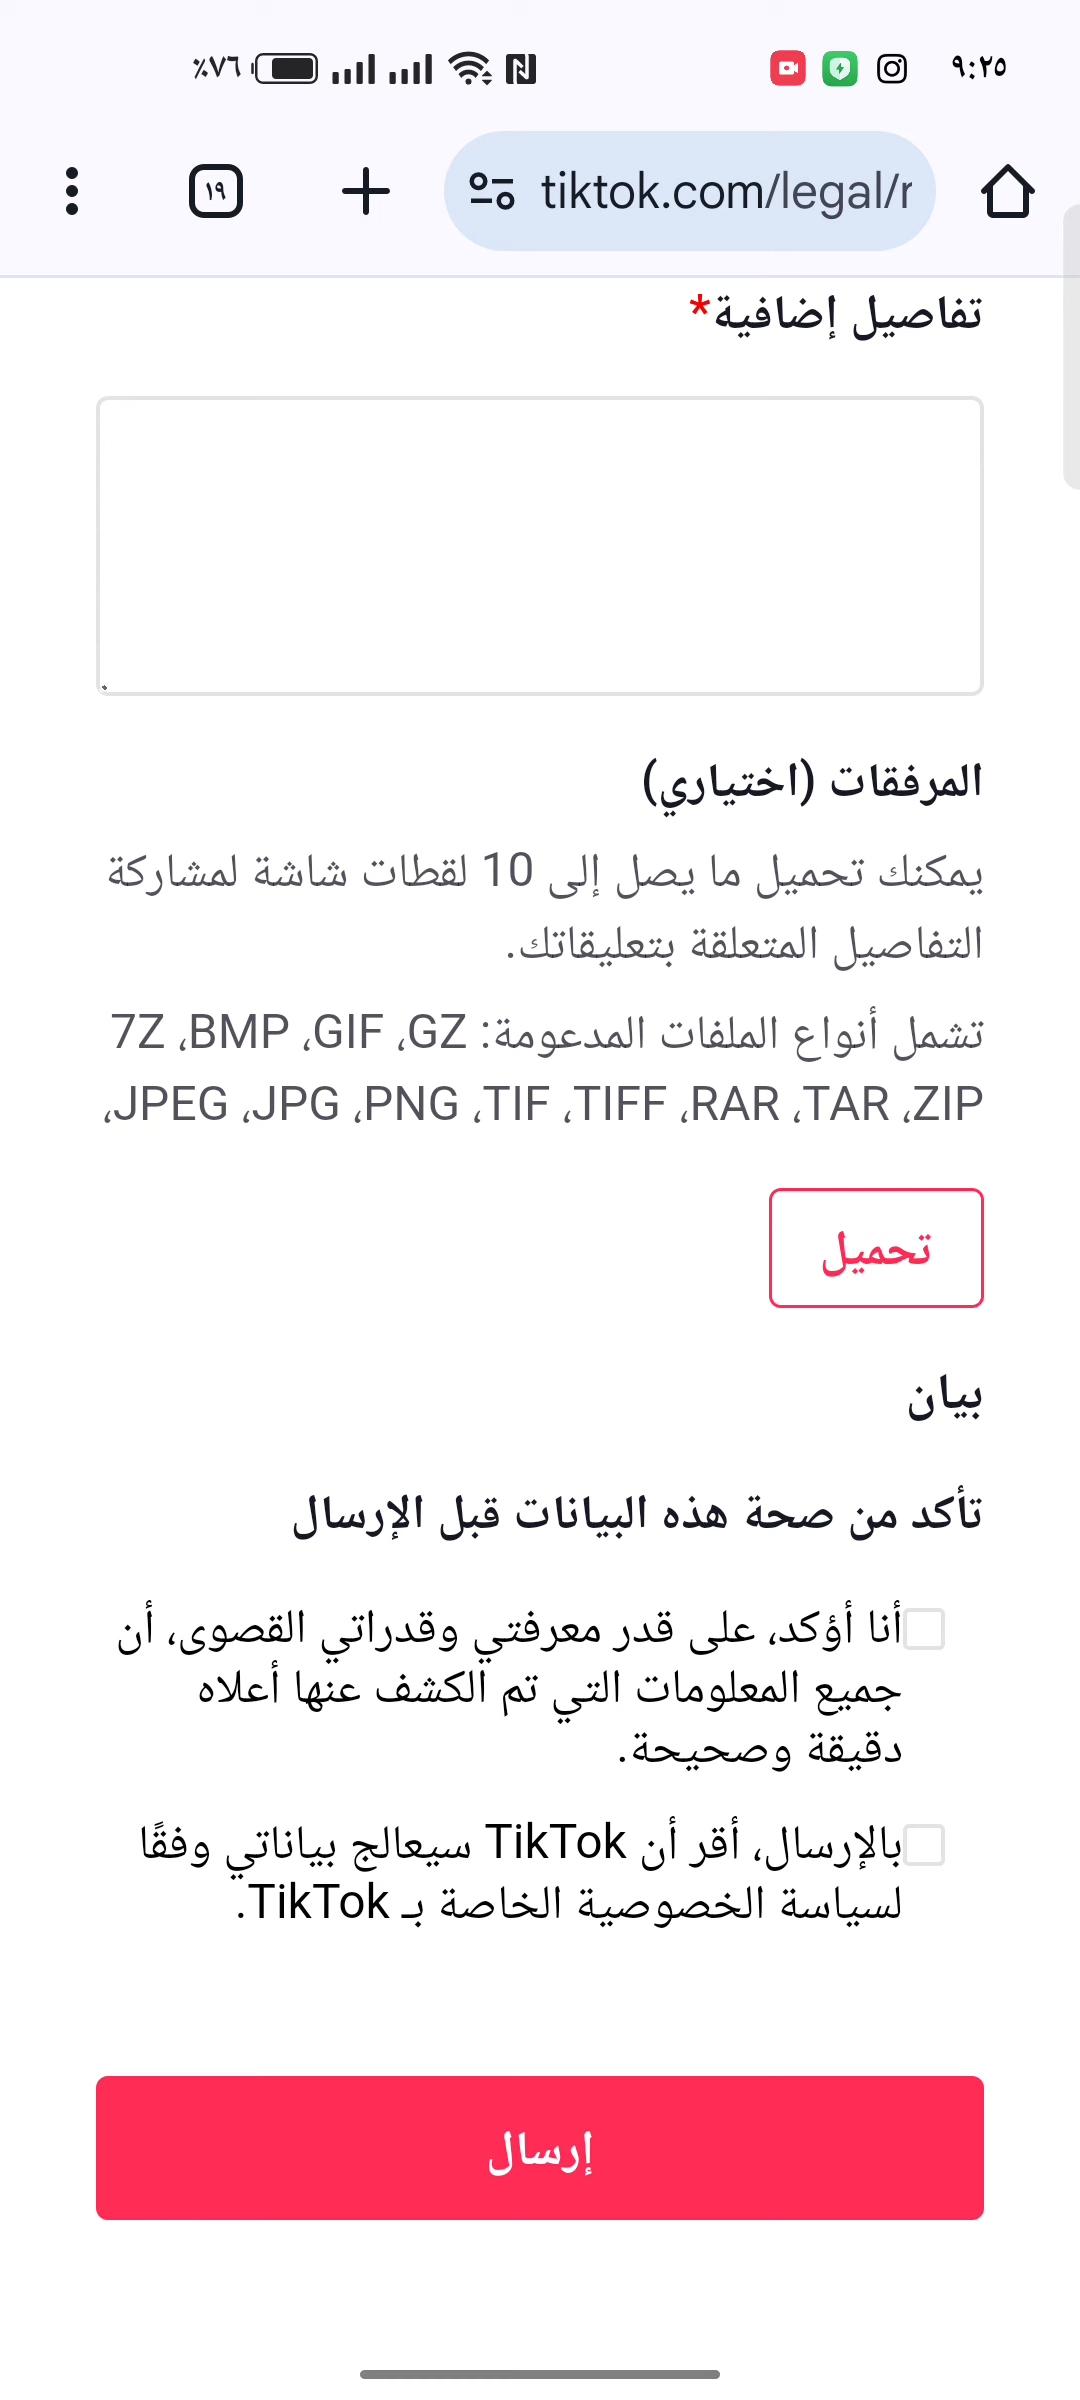 ٩:٢٥
٪٧٦
tiktok.com/legal/r
١٩
تفاصيل إضافية*
المرفقات (اختياري)
يمكنك تحميل ما يصل إلى 10 لقطات شاشة لمشاركة
التفاصيل المتعلقة بتعليقاتك.
تشمل أنواع الملفات المدعومة: 7Z ،BMP ،GIF ،GZ
،JPEG ،JPG ،PNG ،TIF ،TIFF ،RAR ،TAR ،ZIP
تحميل
بيان
تأكد من صحة هذه البيانات قبل الإرسال
أنا أؤكد، على قدر معرفتي وقدراتي القصوى، أن
جميع المعلومات التي تم الكشف عنها أعلاه
دقيقة وصحيحة.
بالإرسال، أقر أن TikTok سيعالج بياناتي وفقًا
لسياسة الخصوصية الخاصة بـ TikTok.
إرسال